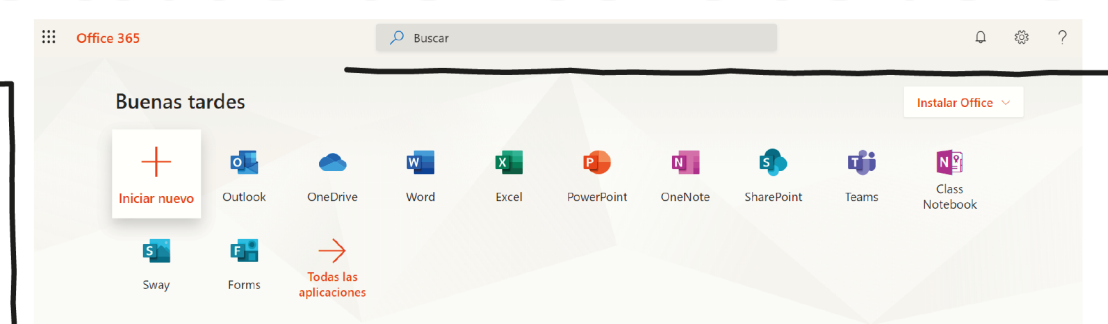 Office 365
Buscar
?
Buenas tardes
Instalar Office
Iniciar nuevo
Outlook
OneDrive
Word
Excel
PowerPoint
OneNote
SharePoint
Teams
Class
Notebook
Sway
Forms
Todas las
aplicaciones